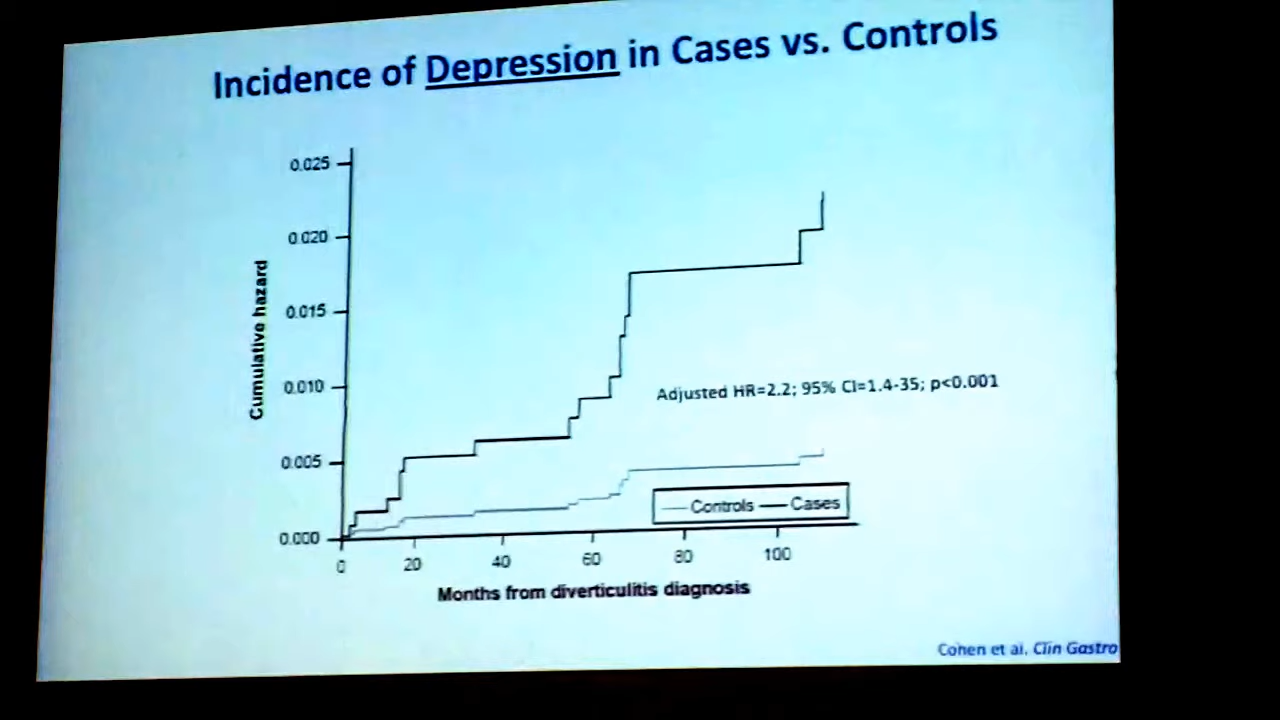 Incidence of Depression in Cases vs. Controls
0.025
0.020
0.015
0.010
0.005
0.000
Cumulative hazard
Adjusted HR=2.2; 95% CI=1.4-35; p<0.001
Controls Cases
0 20 40 60 80 100
Months from diverticulitis diagnosis
Cohen et al. Clin Gastro